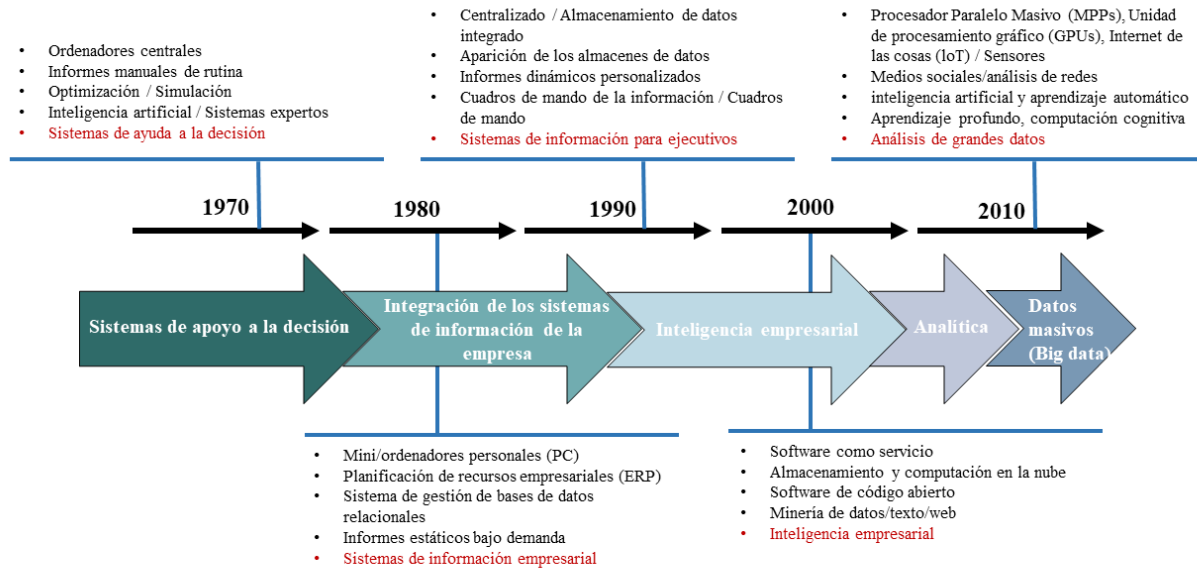 Ordenadores centrales
Informes manuales de rutina
Optimización / Simulación
Inteligencia artificial / Sistemas expertos
Sistemas de ayuda a la decisión
Centralizado / Almacenamiento de datos
integrado
Aparición de los almacenes de datos
Informes dinámicos personalizados
Cuadros de mando de la información / Cuadros
de mando
Sistemas de información para ejecutivos
Procesador Paralelo Masivo (MPPs), Unidad
de procesamiento gráfico (GPUs), Internet de
las cosas (loT) / Sensores
Medios sociales/análisis de redes
inteligencia artificial y aprendizaje automático
Aprendizaje profundo, computación cognitiva
Análisis de grandes datos
1970
1980
1990
2000
2010
Sistemas de apoyo a la decisión
Integración de los sistemas
de información de la
empresa
Inteligencia empresarial
Analítica
Datos
masivos
(Big data)
Mini/ordenadores personales (PC)
Planificación de recursos empresariales (ERP)
Sistema de gestión de bases de datos
relacionales
Informes estáticos bajo demanda
Sistemas de información empresarial
Software como servicio
Almacenamiento y computación en la nube
Software de código abierto
Minería de datos/texto/web
Inteligencia empresarial